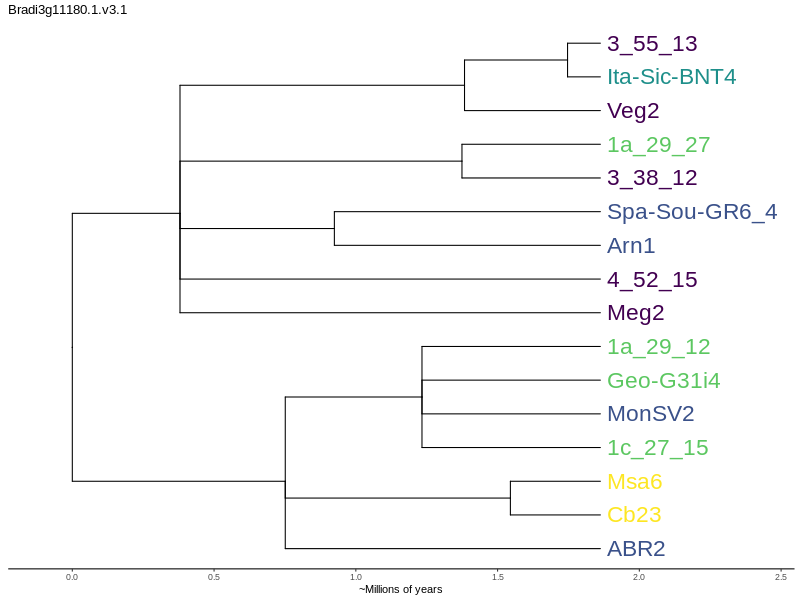 Bradi3g11180.1.v3.1
3_55_13
Ita-Sic-BNT4
Veg2
1a_29_27
3_38_12
Spa-Sou-GR6_4
Arn1
4_52_15
Meg2
1a_29_12
Geo-G31i4
MonSV2
1c_27_15
Msa6
Cb23
ABR2
0.0 0.5 1.0 1.5 2.0 2.5
~Millions of years